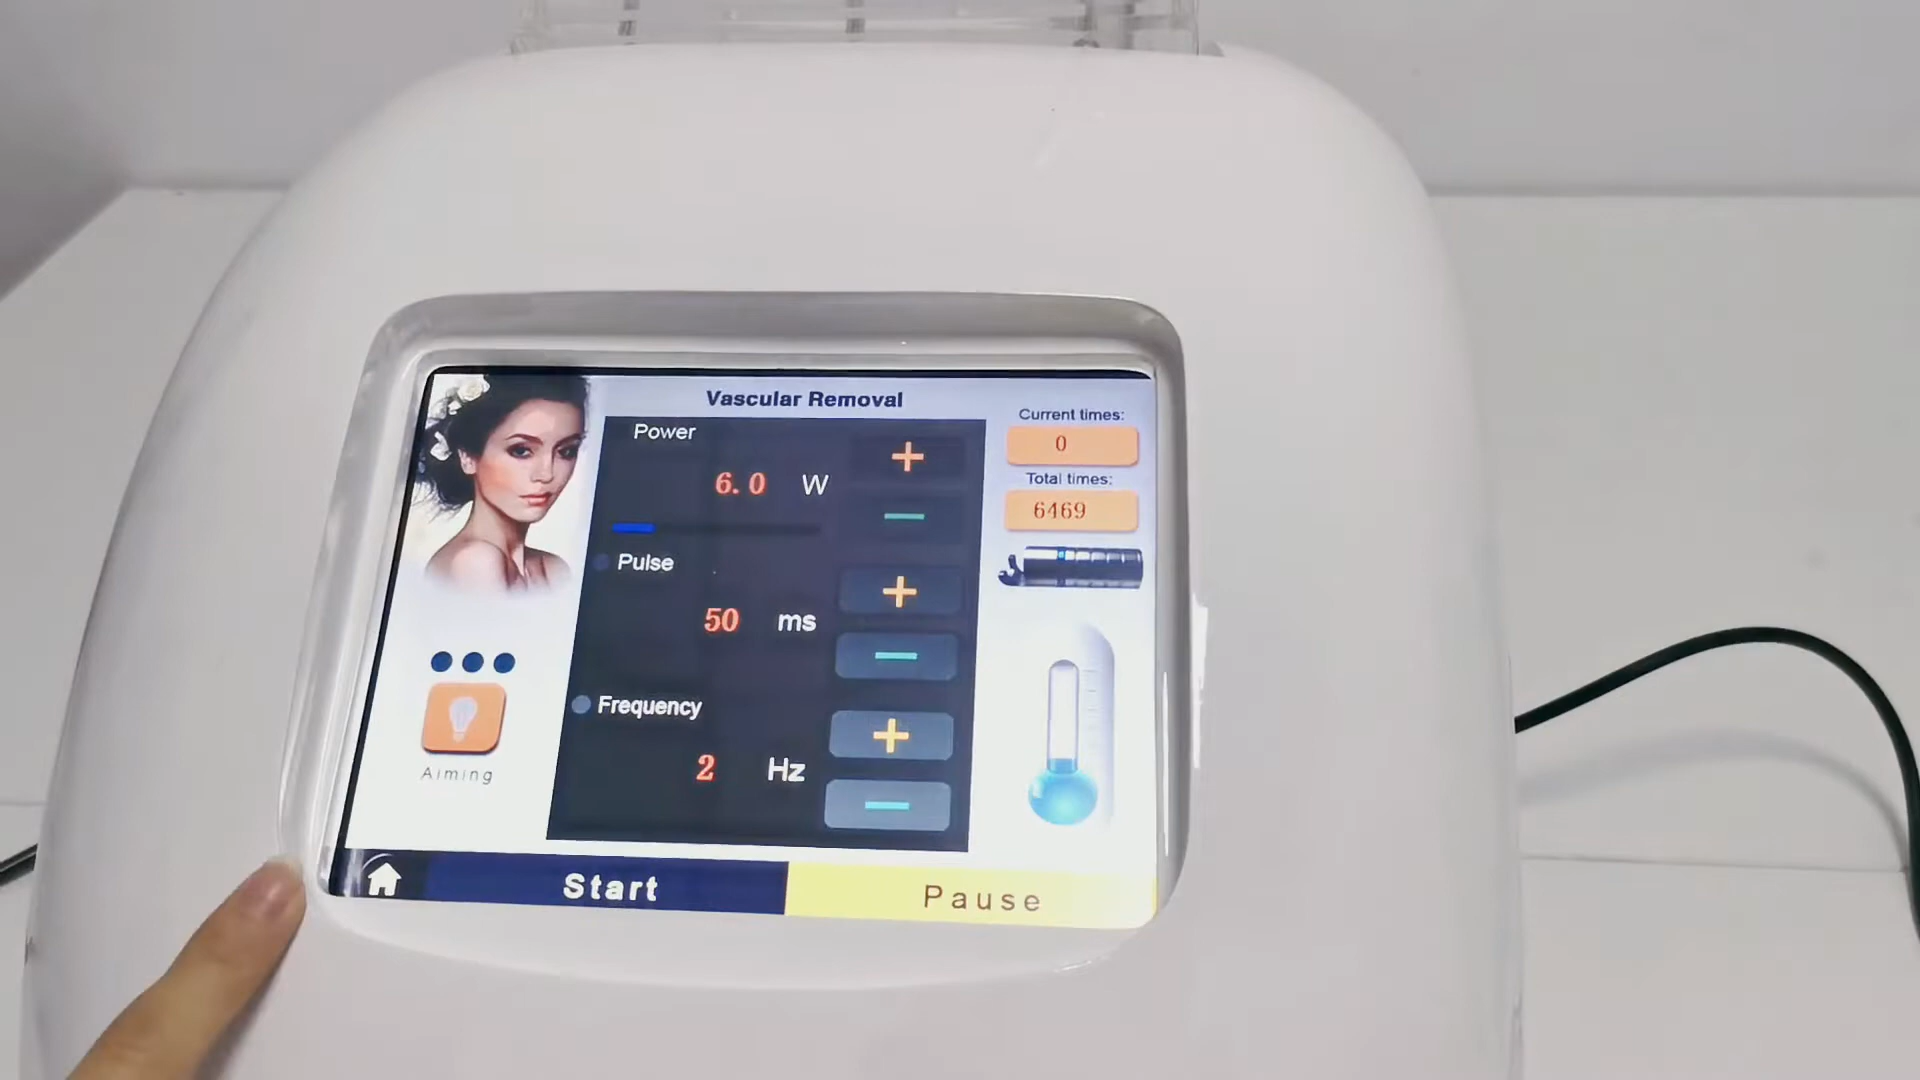 Vascular Removal
Power
6.0 W
Pulse
50 ms
Frequency
2 Hz
Current times:
0
Total times:
6469
Aiming
Start
Pause